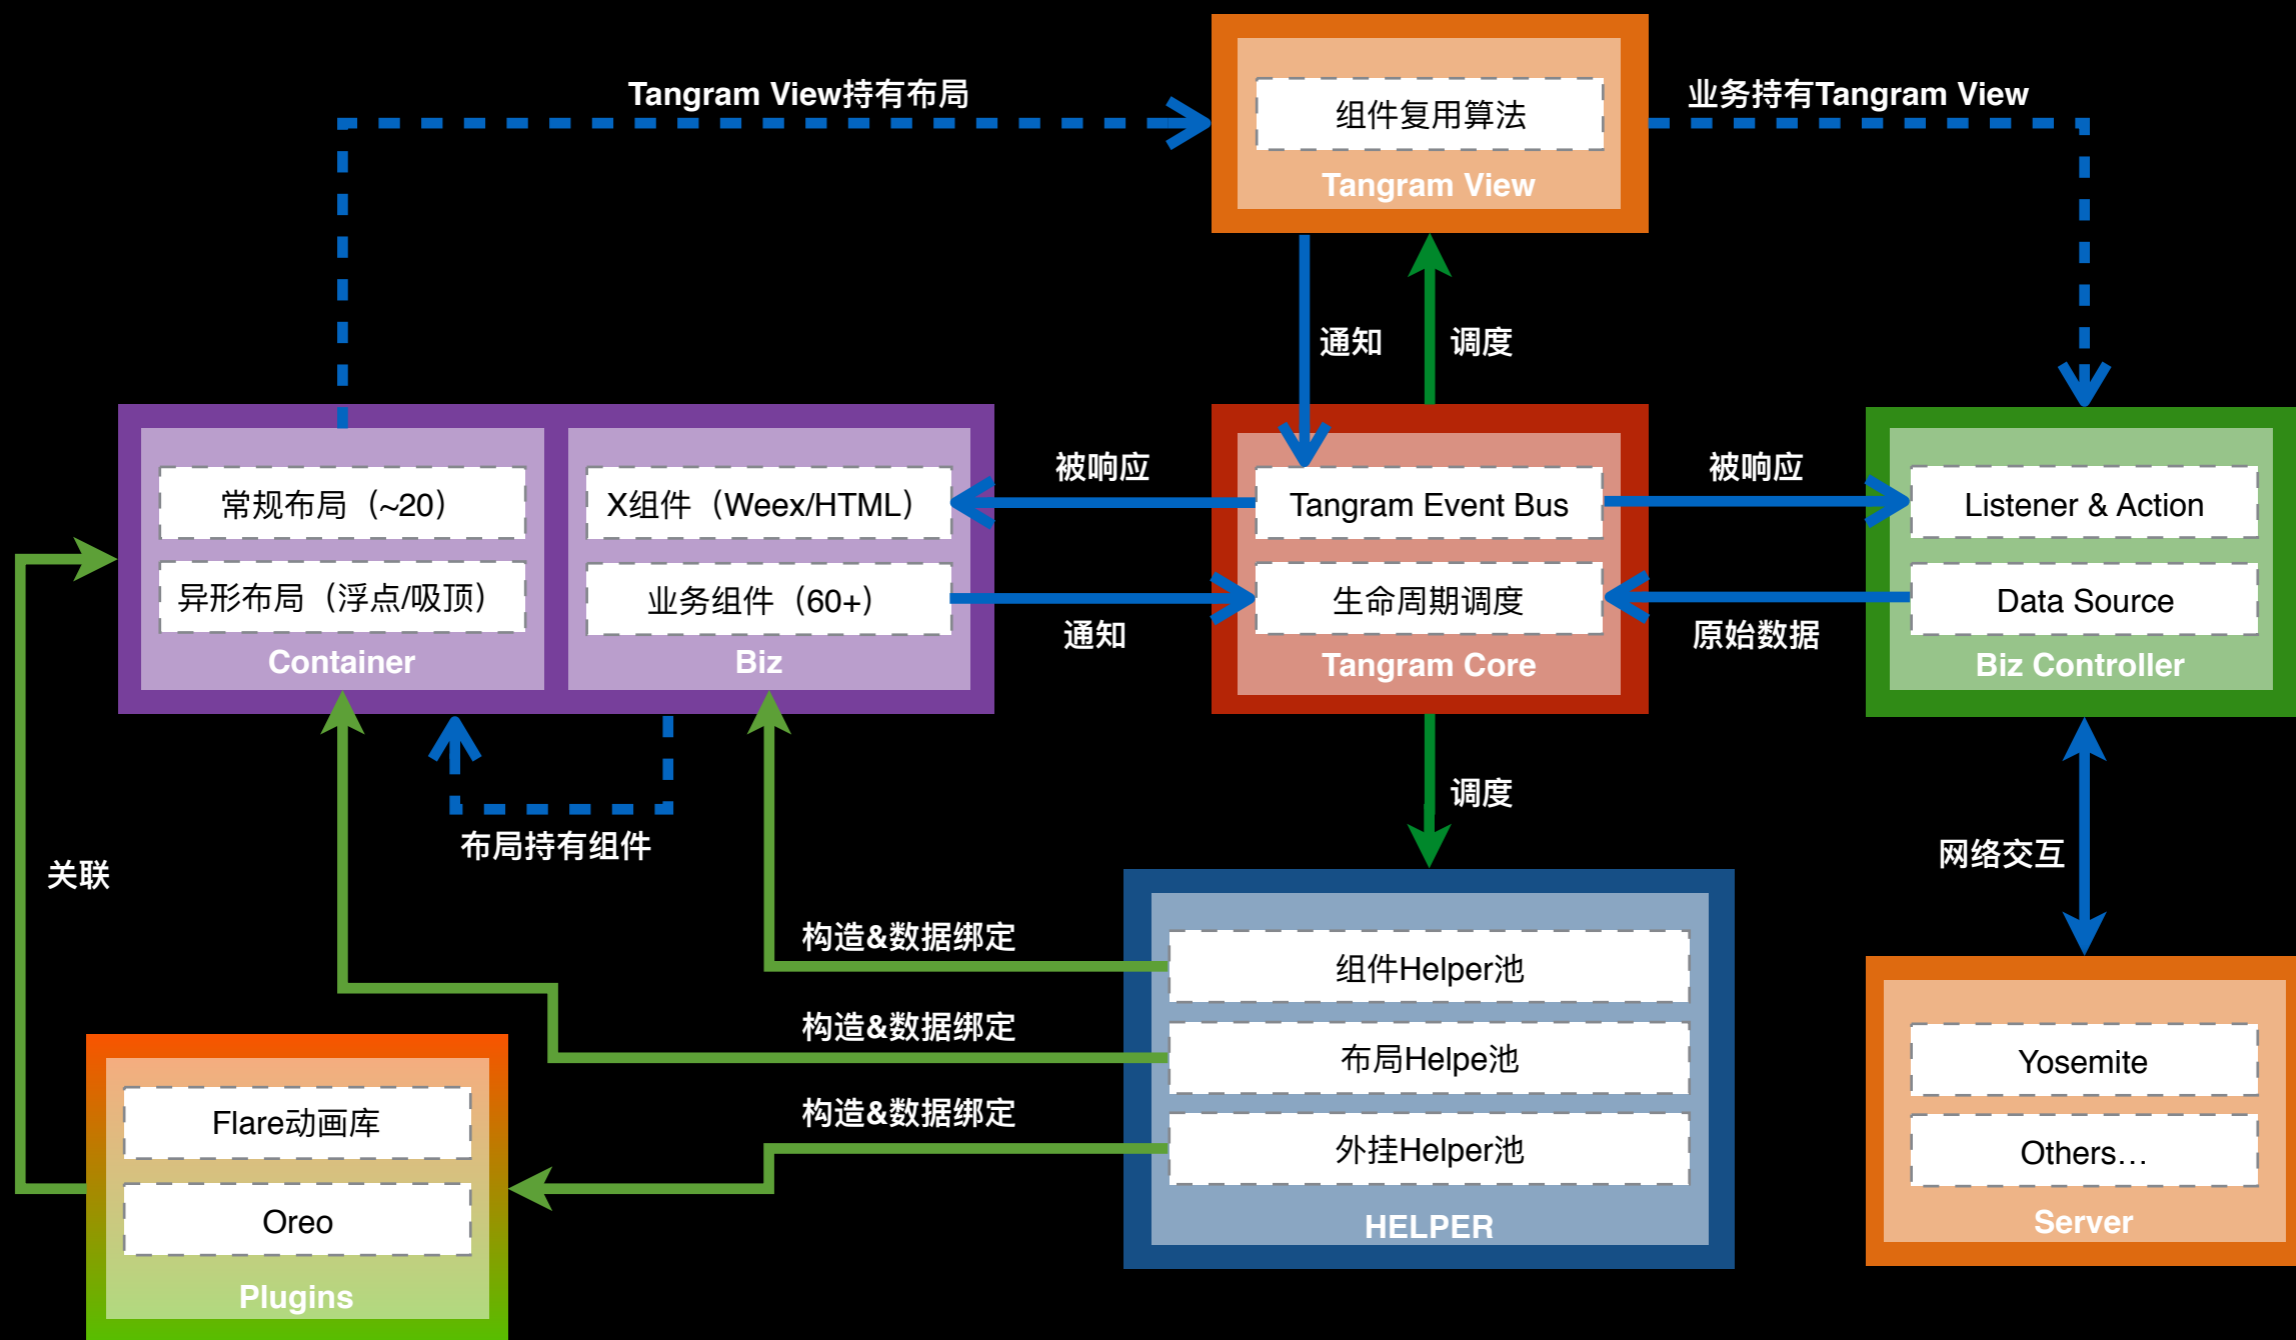 Tangram View持有布局
组件复用算法
Tangram View
业务持有Tangram View
通知
调度
常规布局（~20）
异形布局（浮点/吸顶）
Container
X组件（Weex/HTML）
业务组件（60+）
Biz
被响应
通知
Tangram Event Bus
生命周期调度
Tangram Core
被响应
原始数据
Listener & Action
Data Source
Biz Controller
布局持有组件
调度
网络交互
关联
构造&数据绑定
构造&数据绑定
构造&数据绑定
组件Helper池
布局Helpe池
外挂Helper池
HELPER
Flare动画库
Oreo
Plugins
Yosemite
Others…
Server